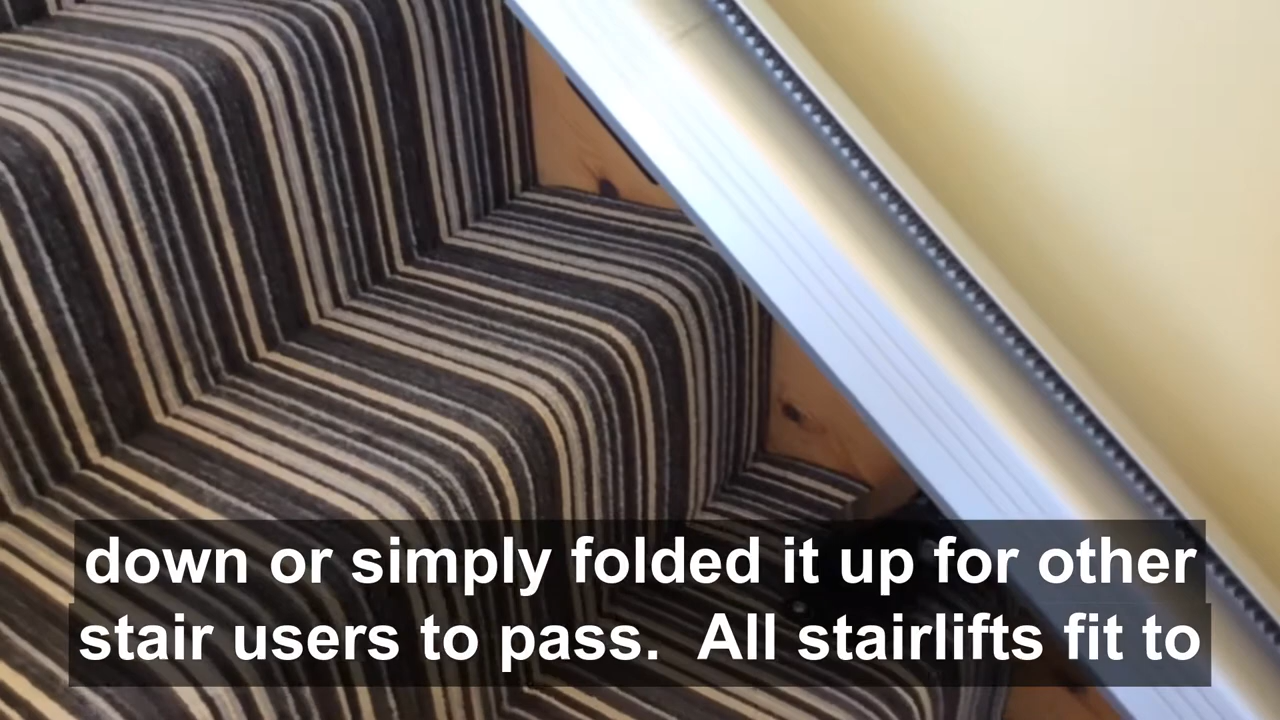 down or simply folded it up for other
stair users to pass.  All stairlifts fit to